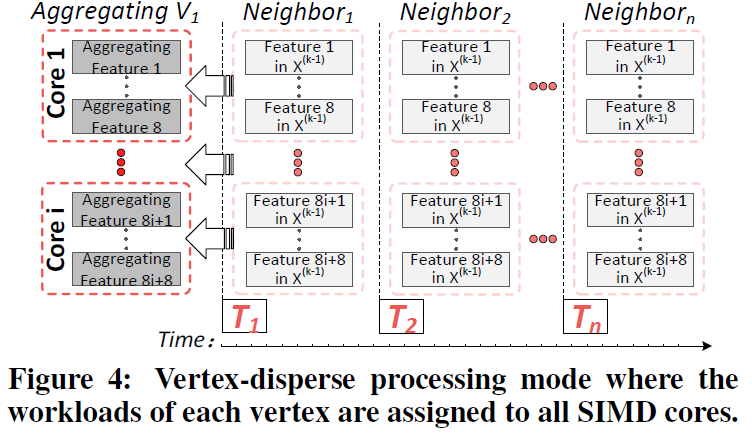 Aggregating V1 Neighbor1 Neighbor2 Neighborn
Core 1
Aggregating
Feature 1
Aggregating
Feature 8
Feature 1
in X(k-1)
Feature 8
in X(k-1)
Feature 1
in X(k-1)
Feature 8
in X(k-1)
Feature 1
in X(k-1)
Feature 8
in X(k-1)
Core i
Aggregating
Feature 8i+1
Aggregating
Feature 8i+8
Feature 8i+1
in X(k-1)
Feature 8i+8
in X(k-1)
Feature 8i+1
in X(k-1)
Feature 8i+8
in X(k-1)
Feature 8i+1
in X(k-1)
Feature 8i+8
in X(k-1)
T1 T2 Tn
Time:
Figure 4: Vertex-disperse processing mode where the
workloads of each vertex are assigned to all SIMD cores.